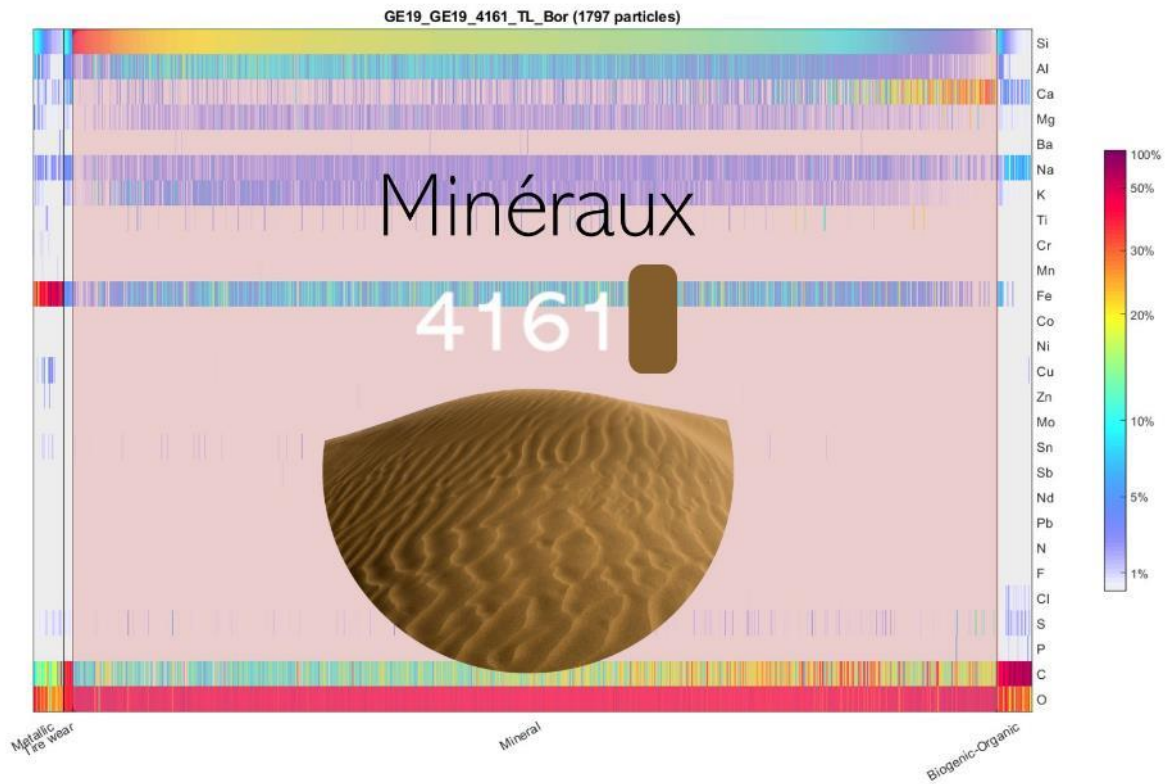 GE19_GE19_4161_TL_Bor (1797 particles)
Si
Al
Ca
Mg
Ba
Na
K
Ti
Cr
Mn
Fe
Co
Ni
Cu
Zn
Mo
Sn
Sb
Nd
Pb
N
F
Cl
S
P
C
O
Minéraux
4161
100%
50%
30%
20%
10%
5%
1%
Metallic
Tire wear
Mineral
Biogenic-Organic